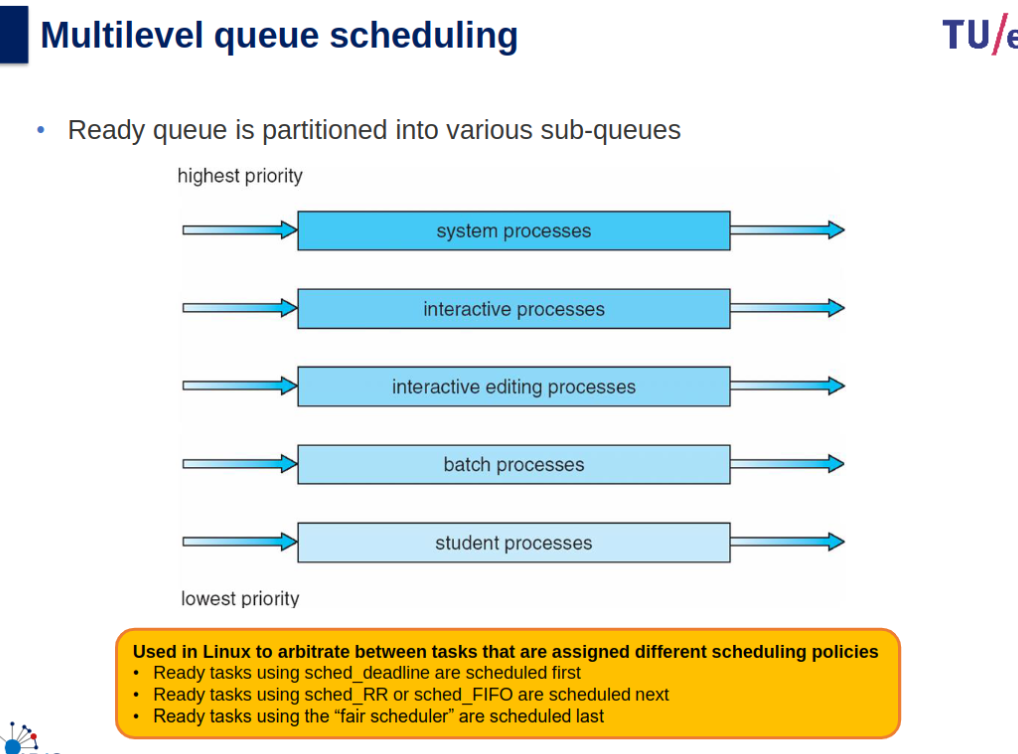 Multilevel queue scheduling
TU/e
• Ready queue is partitioned into various sub-queues
highest priority
system processes
interactive processes
interactive editing processes
batch processes
student processes
lowest priority
Used in Linux to arbitrate between tasks that are assigned different scheduling policies
• Ready tasks using sched_deadline are scheduled first
• Ready tasks using sched_RR or sched_FIFO are scheduled next
• Ready tasks using the “fair scheduler” are scheduled last